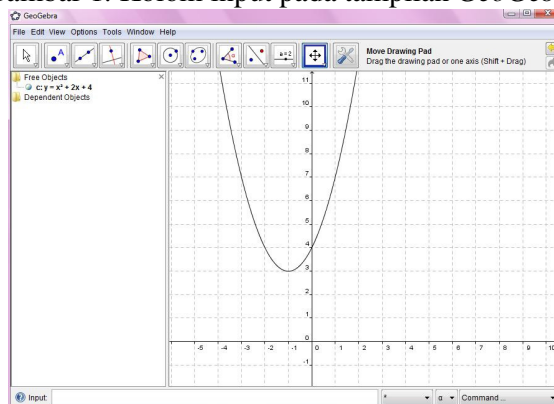 Gambar 1. Kolom input pada tampilan GeoGeb
GeoGebra
File Edit View Options Tools Window Help
A
a = 2
Move Drawing Pad
Drag the drawing pad or one axis (Shift + Drag)
Free Objects
c: y = x² + 2x + 4
Dependent Objects
11
10
9
8
7
6
5
4
3
2
1
0
-5 -4 -3 -2 -1 0 1 2 3 4 5 6 7 8 9 10
-1
Input:
α
Command ...